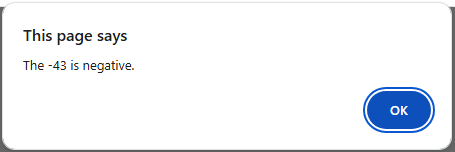 This page says
The -43 is negative.
OK